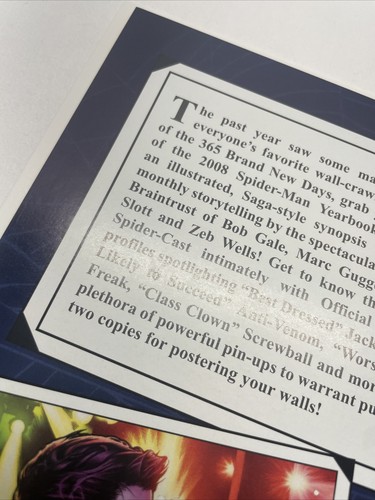 The past year saw some ma
everyone's favorite wall-craw
of the 365 Brand New Days, grab
of the 2008 Spider-Man Yearbook
an illustrated, Saga-style synopsis
monthly storytelling by the spectacula
Braintrust of Bob Gale, Marc Gugg
Slott and Zeb Wells! Get to know th
Spider-Cast intimately with Official
profiles spotlighting "Best Dressed" Jack
Likely to Succeed" Anti-Venom, "Wors
Freak, "Class Clown" Screwball and mor
plethora of powerful pin-ups to warrant pu
two copies for postering your walls!